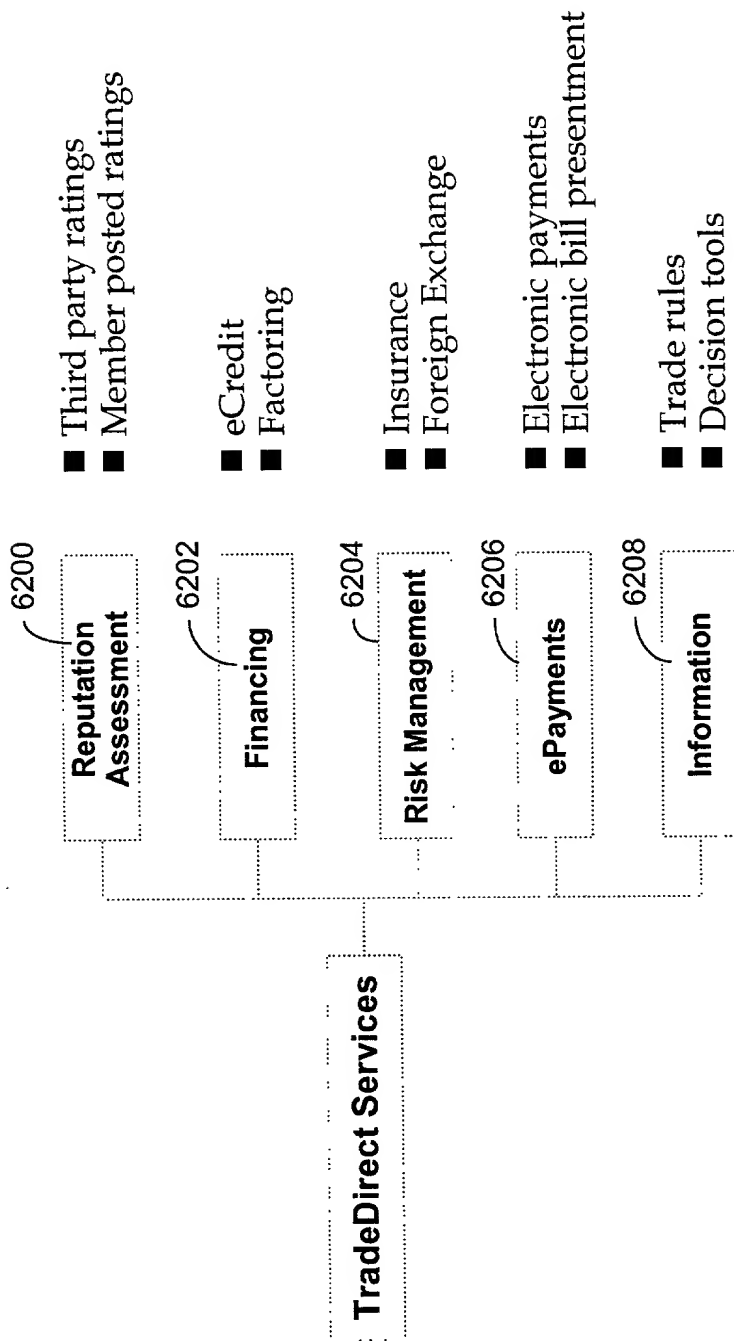 TradeDirect Services
6200
Reputation
Assessment
■ Third party ratings
■ Member posted ratings
6202
Financing
■ eCredit
■ Factoring
6204
Risk Management
■ Insurance
■ Foreign Exchange
6206
ePayments
■ Electronic payments
■ Electronic bill presentment
6208
Information
■ Trade rules
■ Decision tools